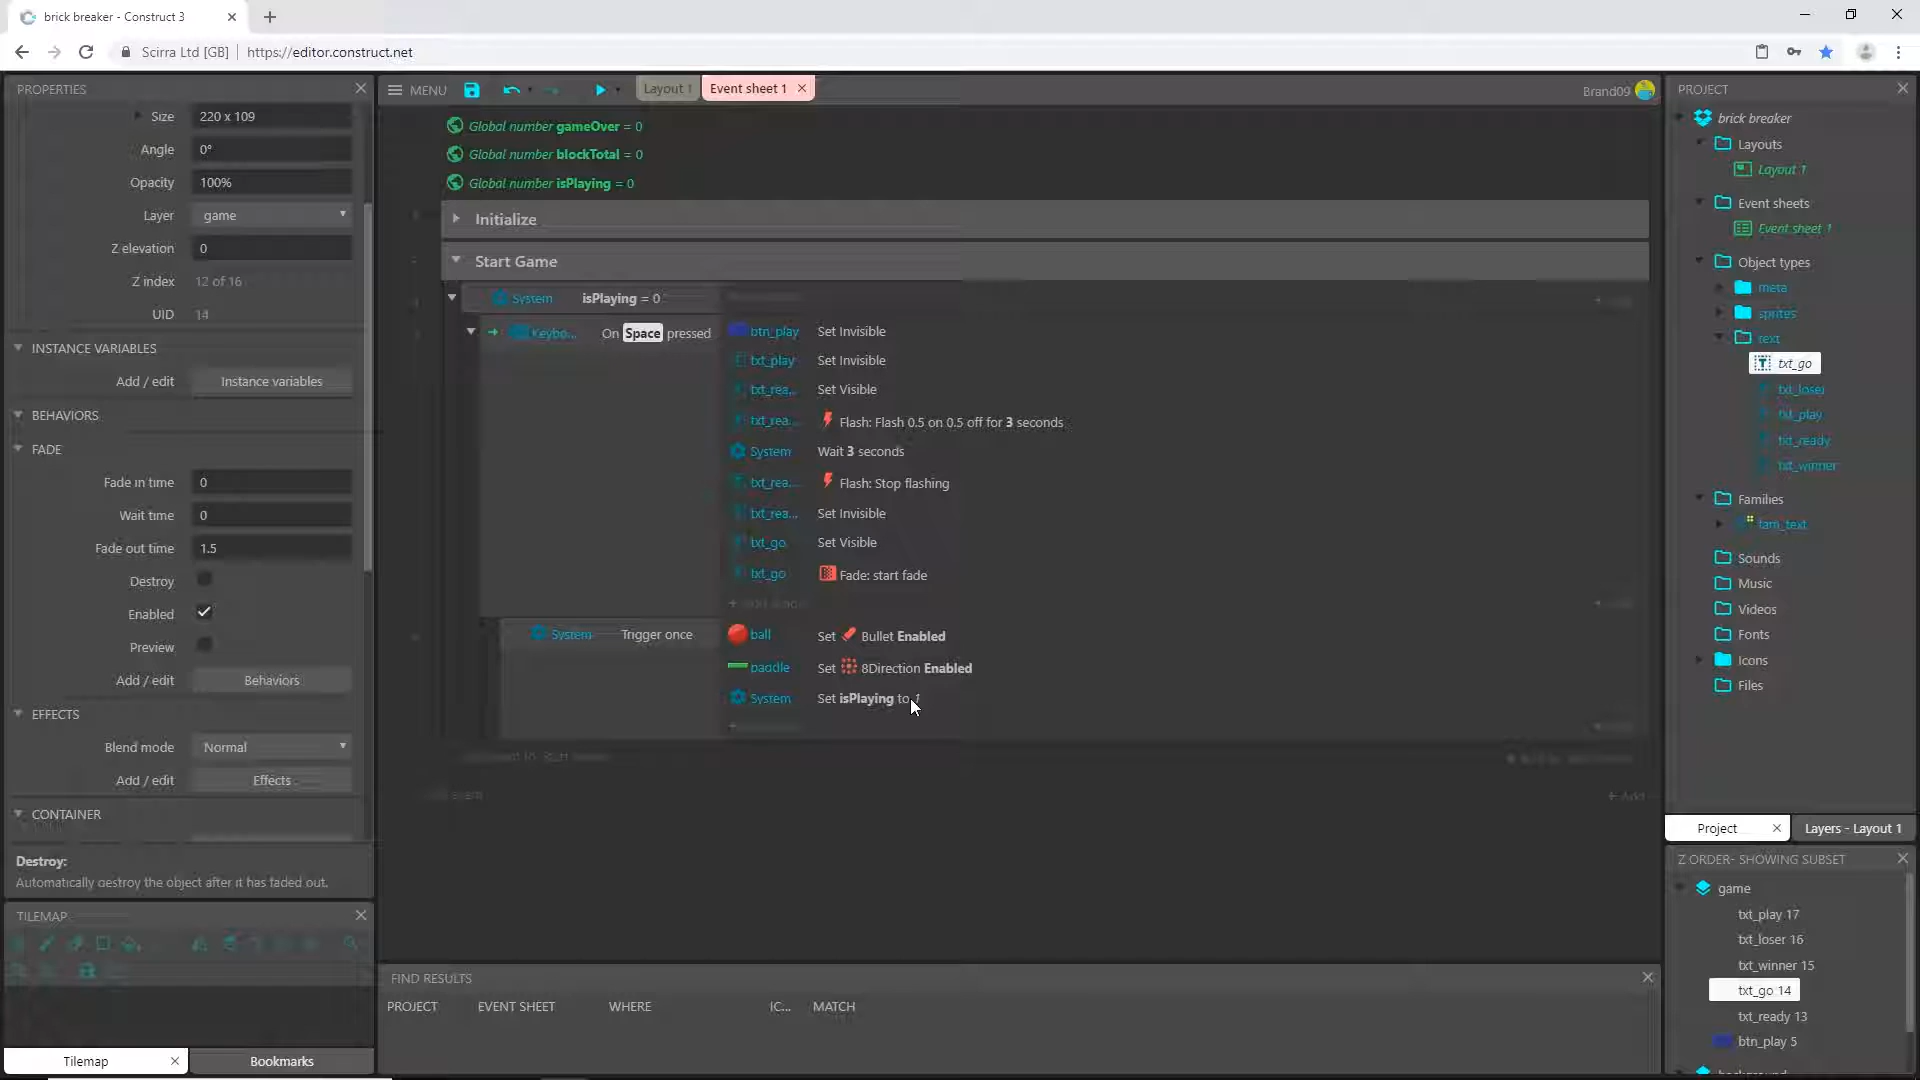 brick breaker - Construct 3
Scirra Ltd [GB]
https://editor.construct.net
PROPERTIES
Size 220 x 109
Angle 0°
Opacity 100%
Layer game
Z elevation 0
Z index 12 of 16
UID 14
INSTANCE VARIABLES
Add / edit Instance variables
BEHAVIORS
FADE
Fade in time 0
Wait time 0
Fade out time 1.5
Destroy
Enabled
Preview
Add / edit Behaviors
EFFECTS
Blend mode Normal
Add / edit Effects
CONTAINER
Destroy:
Automatically destroy the object after it has faded out.
TILEMAP
Tilemap
Bookmarks
MENU
Layout 1
Event sheet 1
Brand09
Global number gameOver = 0
Global number blockTotal = 0
Global number isPlaying = 0
Initialize
Start Game
System isPlaying = 0
Keybo... On Space pressed
btn_play Set Invisible
txt_play Set Invisible
txt_rea... Set Visible
txt_rea... Flash: Flash 0.5 on 0.5 off for 3 seconds
System Wait 3 seconds
txt_rea... Flash: Stop flashing
txt_rea... Set Invisible
txt_go Set Visible
txt_go Fade: start fade
System Trigger once
ball Set Bullet Enabled
paddle Set 8Direction Enabled
System Set isPlaying to 1
+ Add
FIND RESULTS
PROJECT EVENT SHEET WHERE IC... MATCH
PROJECT
brick breaker
Layouts
Layout 1
Event sheets
Event sheet 1
Object types
meta
sprites
text
txt_go
txt_loser
txt_play
txt_ready
txt_winner
Families
fam_text
Sounds
Music
Videos
Fonts
Icons
Files
Project
Layers - Layout 1
Z ORDER- SHOWING SUBSET
game
txt_play 17
txt_loser 16
txt_winner 15
txt_go 14
txt_ready 13
btn_play 5